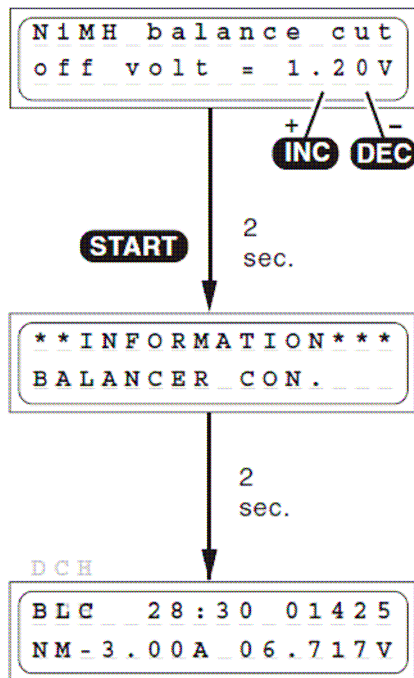 NiMH balance cut
off volt = 1.20V
+ -
INC DEC
START
2
sec.
**INFORMATION***
BALANCER CON.
2
sec.
DCH
BLC 28:30 01425
NM-3.00A 06.717V